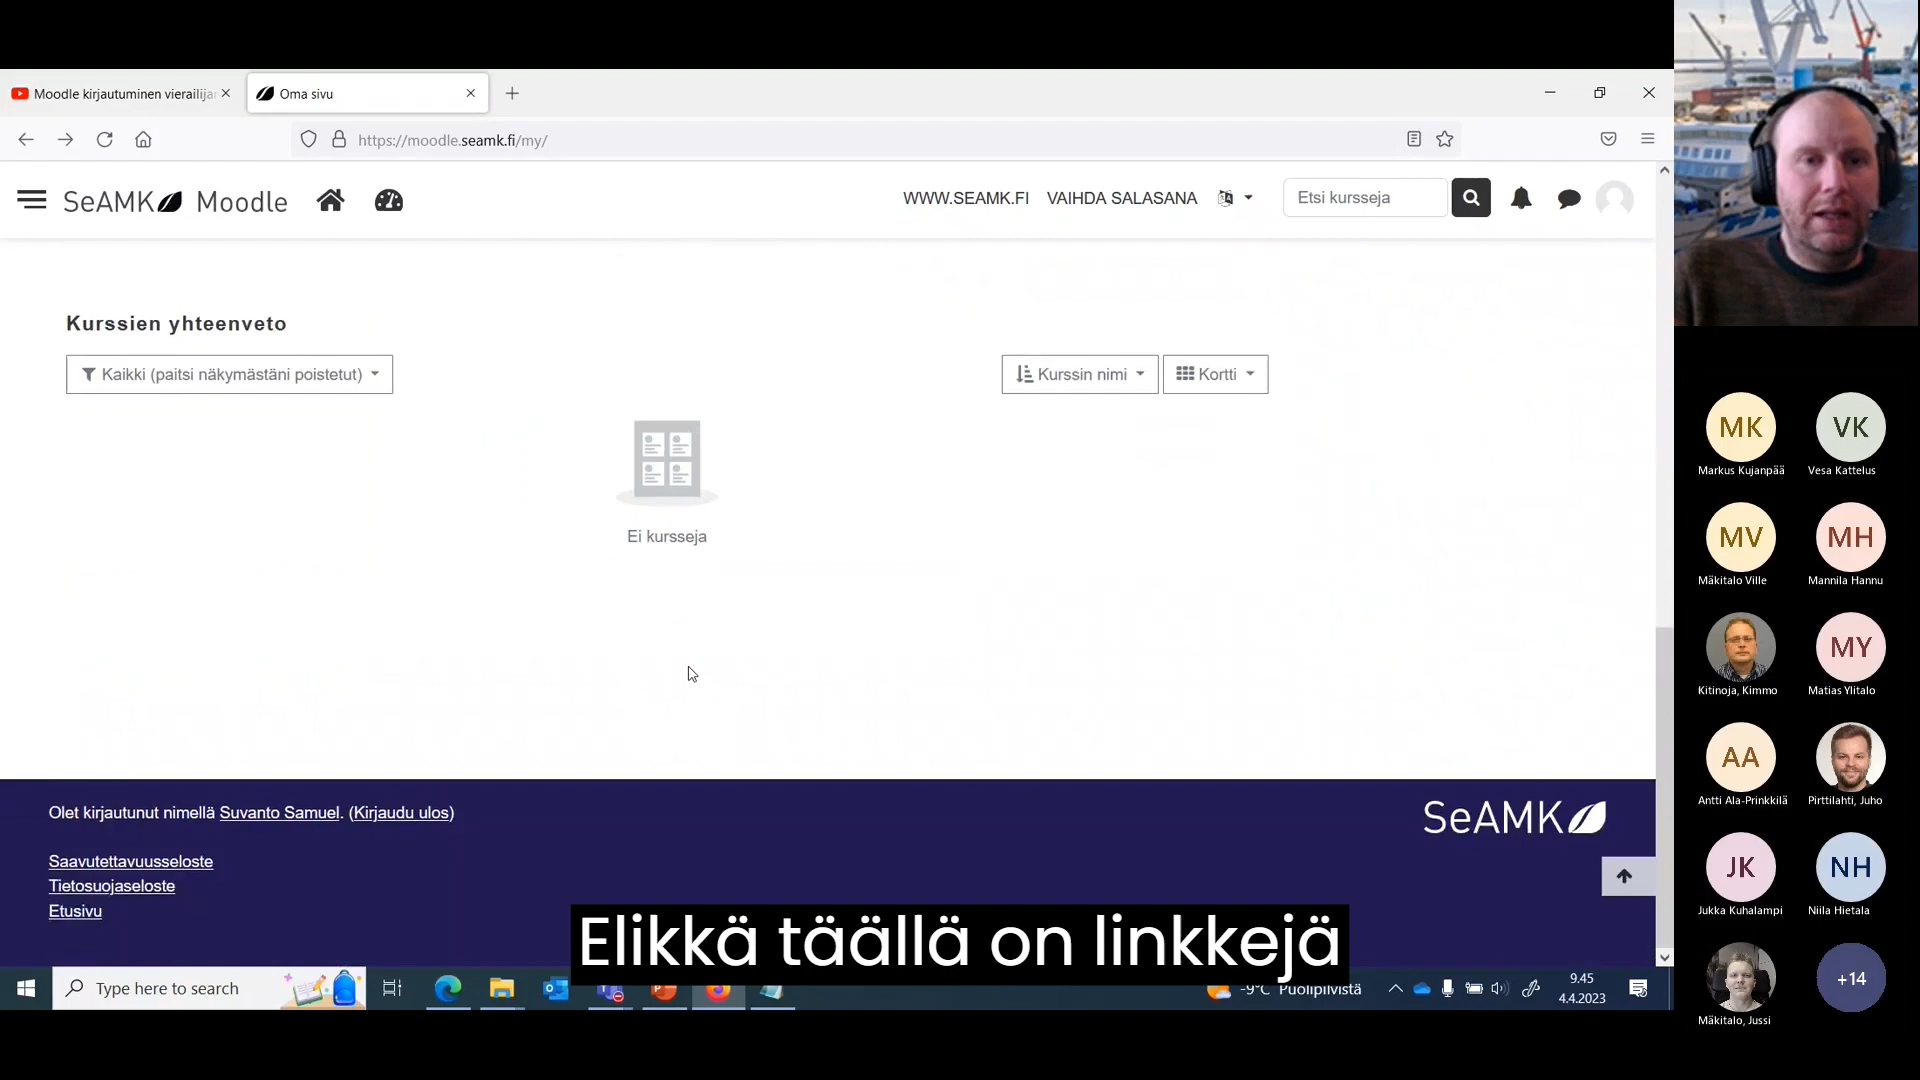 Moodle kirjautuminen vierailijar
Oma sivu
https://moodle.seamk.fi/my/
SeAMK Moodle
WWW.SEAMK.FI
VAIHDA SALASANA
Etsi kursseja
Kurssien yhteenveto
Kaikki (paitsi näkymästäni poistetut)
Kurssin nimi
Kortti
Ei kursseja
Olet kirjautunut nimellä Suvanto Samuel. (Kirjaudu ulos)
SeAMK
Saavutettavuusseloste
Tietosuojaseloste
Etusivu
Elikkä täällä on linkkejä
Type here to search
-9°C Puolipilvistä
9.45
4.4.2023
MK
VK
Markus Kujanpää
Vesa Kattelus
MV
MH
Mäkitalo Ville
Mannila Hannu
MY
Kitinoja, Kimmo
Matias Ylitalo
AA
Antti Ala-Prinkkilä
Pirttilahti, Juho
JK
NH
Jukka Kuhalampi
Niila Hietala
+14
Mäkitalo, Jussi